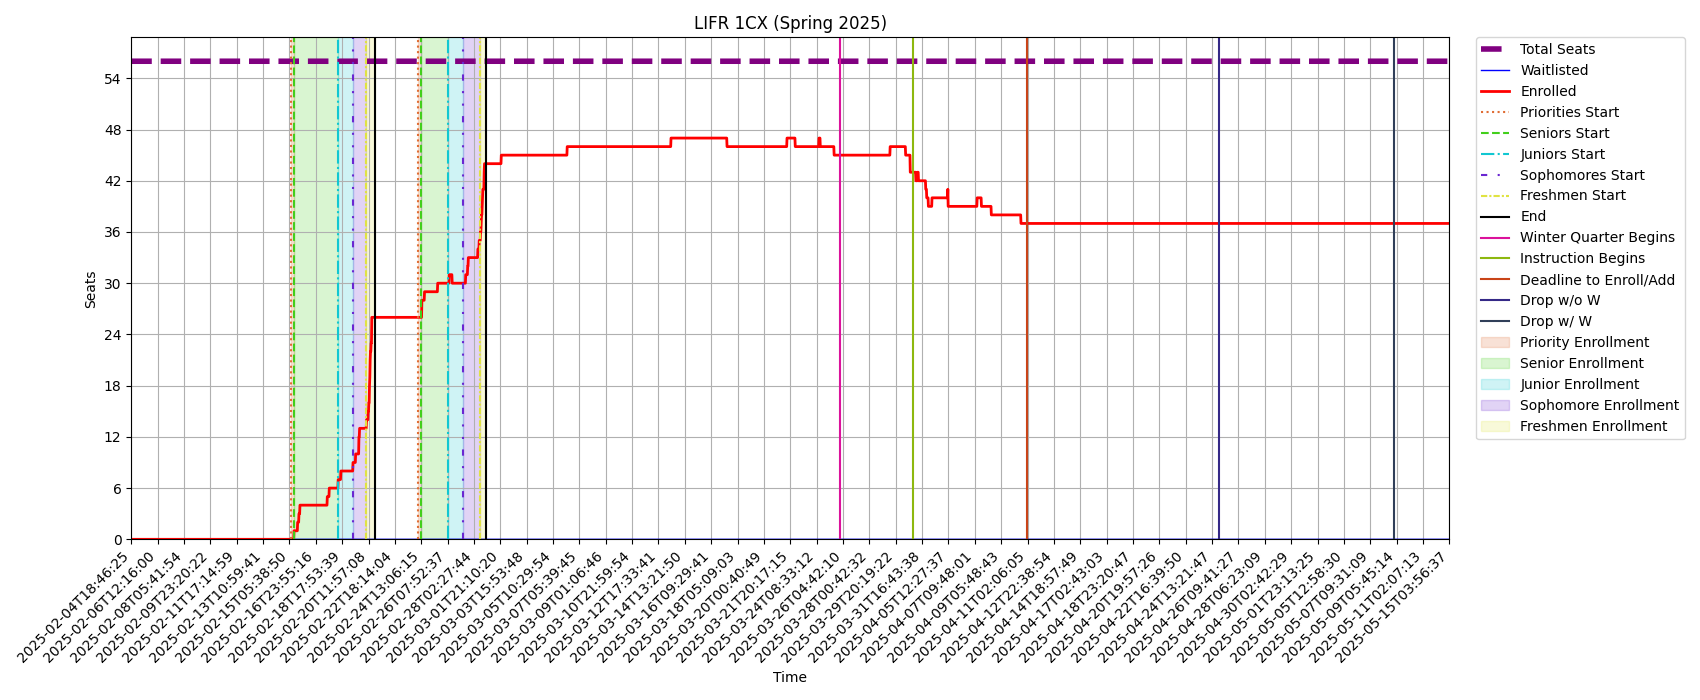 LIFR 1CX (Spring 2025)
Seats
54
48
42
36
30
24
18
12
6
0
2025-02-04T18:46:25
2025-02-06T12:16:00
2025-02-08T05:41:54
2025-02-09T23:20:22
2025-02-11T17:14:59
2025-02-13T10:59:41
2025-02-15T05:38:50
2025-02-16T23:55:16
2025-02-18T17:53:39
2025-02-20T11:57:08
2025-02-22T18:14:04
2025-02-24T13:06:15
2025-02-26T07:52:37
2025-02-28T02:27:44
2025-03-01T21:10:20
2025-03-03T15:53:48
2025-03-05T10:29:54
2025-03-07T05:39:45
2025-03-09T01:06:46
2025-03-10T21:59:54
2025-03-12T17:33:41
2025-03-14T13:21:50
2025-03-16T09:29:41
2025-03-18T05:09:03
2025-03-20T00:40:49
2025-03-21T20:17:15
2025-03-24T08:33:12
2025-03-26T04:42:10
2025-03-28T00:42:32
2025-03-29T20:19:22
2025-03-31T16:43:38
2025-04-05T12:27:37
2025-04-07T09:48:01
2025-04-09T05:48:43
2025-04-11T02:06:05
2025-04-12T22:38:54
2025-04-14T18:57:49
2025-04-17T02:43:03
2025-04-18T23:20:47
2025-04-20T19:57:26
2025-04-22T16:39:50
2025-04-24T13:21:47
2025-04-26T09:41:27
2025-04-28T06:23:09
2025-04-30T02:42:29
2025-05-01T23:13:25
2025-05-05T12:58:30
2025-05-07T09:31:09
2025-05-09T05:45:14
2025-05-11T02:07:13
2025-05-15T03:56:37
Time
Total Seats
Waitlisted
Enrolled
Priorities Start
Seniors Start
Juniors Start
Sophomores Start
Freshmen Start
End
Winter Quarter Begins
Instruction Begins
Deadline to Enroll/Add
Drop w/o W
Drop w/ W
Priority Enrollment
Senior Enrollment
Junior Enrollment
Sophomore Enrollment
Freshmen Enrollment